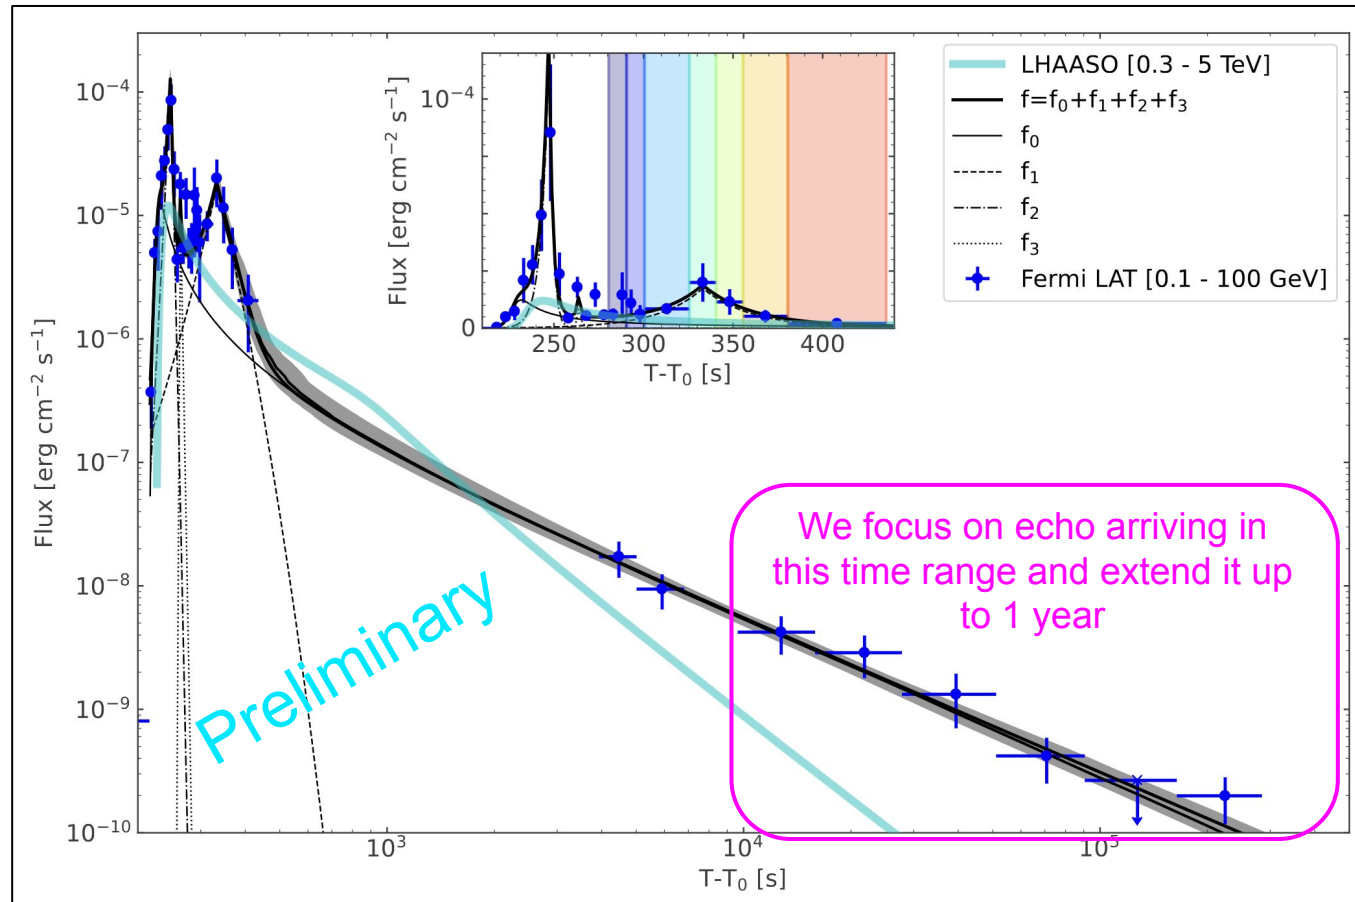 10⁻⁴
10⁻⁵
10⁻⁶
10⁻⁷
10⁻⁸
10⁻⁹
10⁻¹⁰
Flux [erg cm⁻² s⁻¹]
10³
10⁴
10⁵
T-T₀ [s]
10⁻⁴
0
Flux [erg cm⁻² s⁻¹]
250
300
350
400
T-T₀ [s]
LHAASO [0.3 - 5 TeV]
f=f₀+f₁+f₂+f₃
f₀
f₁
f₂
f₃
Fermi LAT [0.1 - 100 GeV]
Preliminary
We focus on echo arriving in
this time range and extend it up
to 1 year